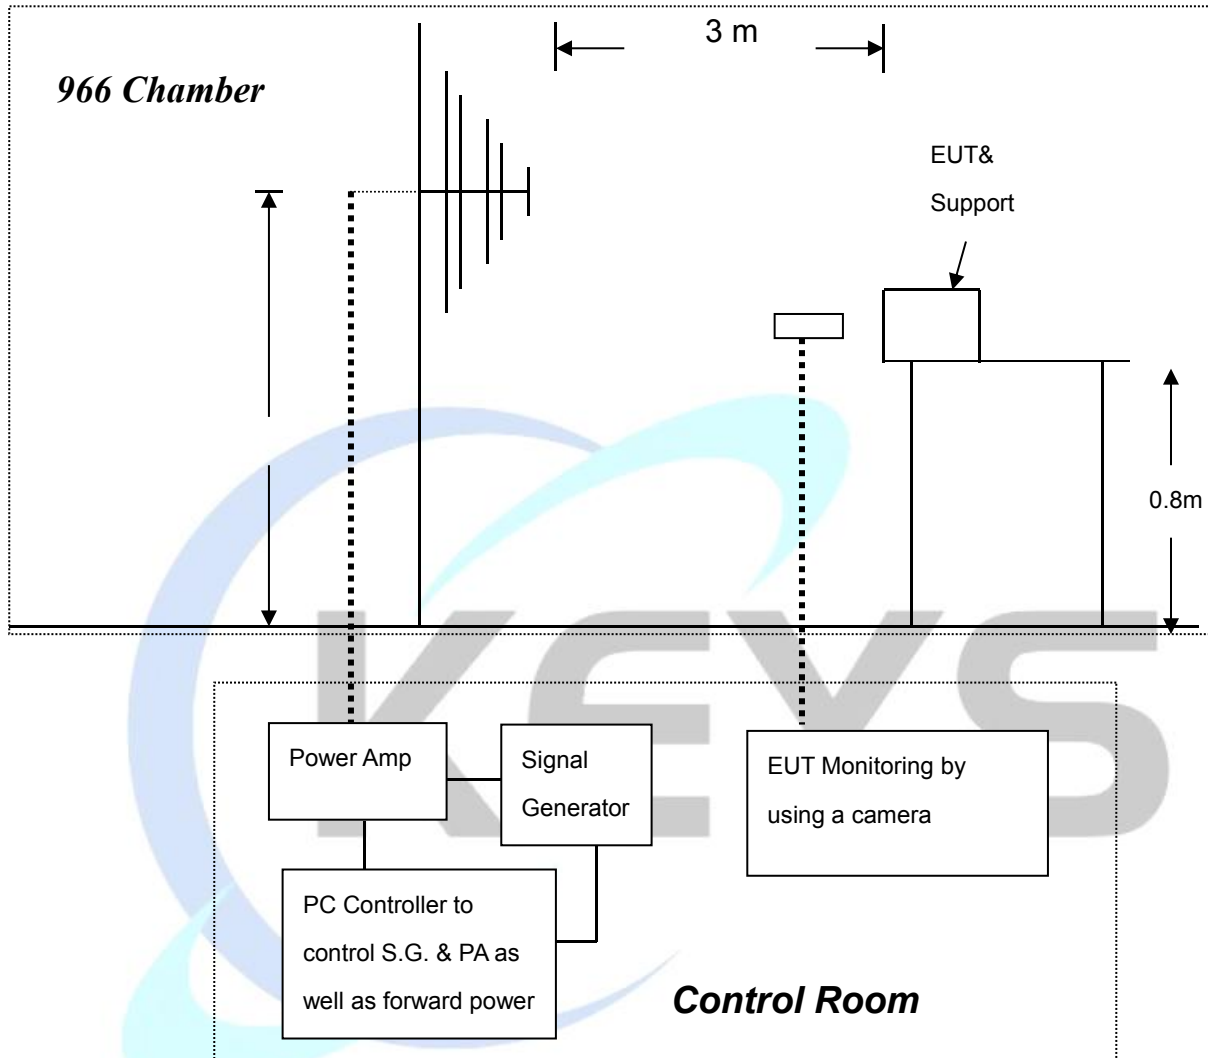 3 m
966 Chamber
EUT&
Support
0.8m
KEYS
Power Amp
Signal
Generator
EUT Monitoring by
using a camera
PC Controller to
control S.G. & PA as
well as forward power
Control Room